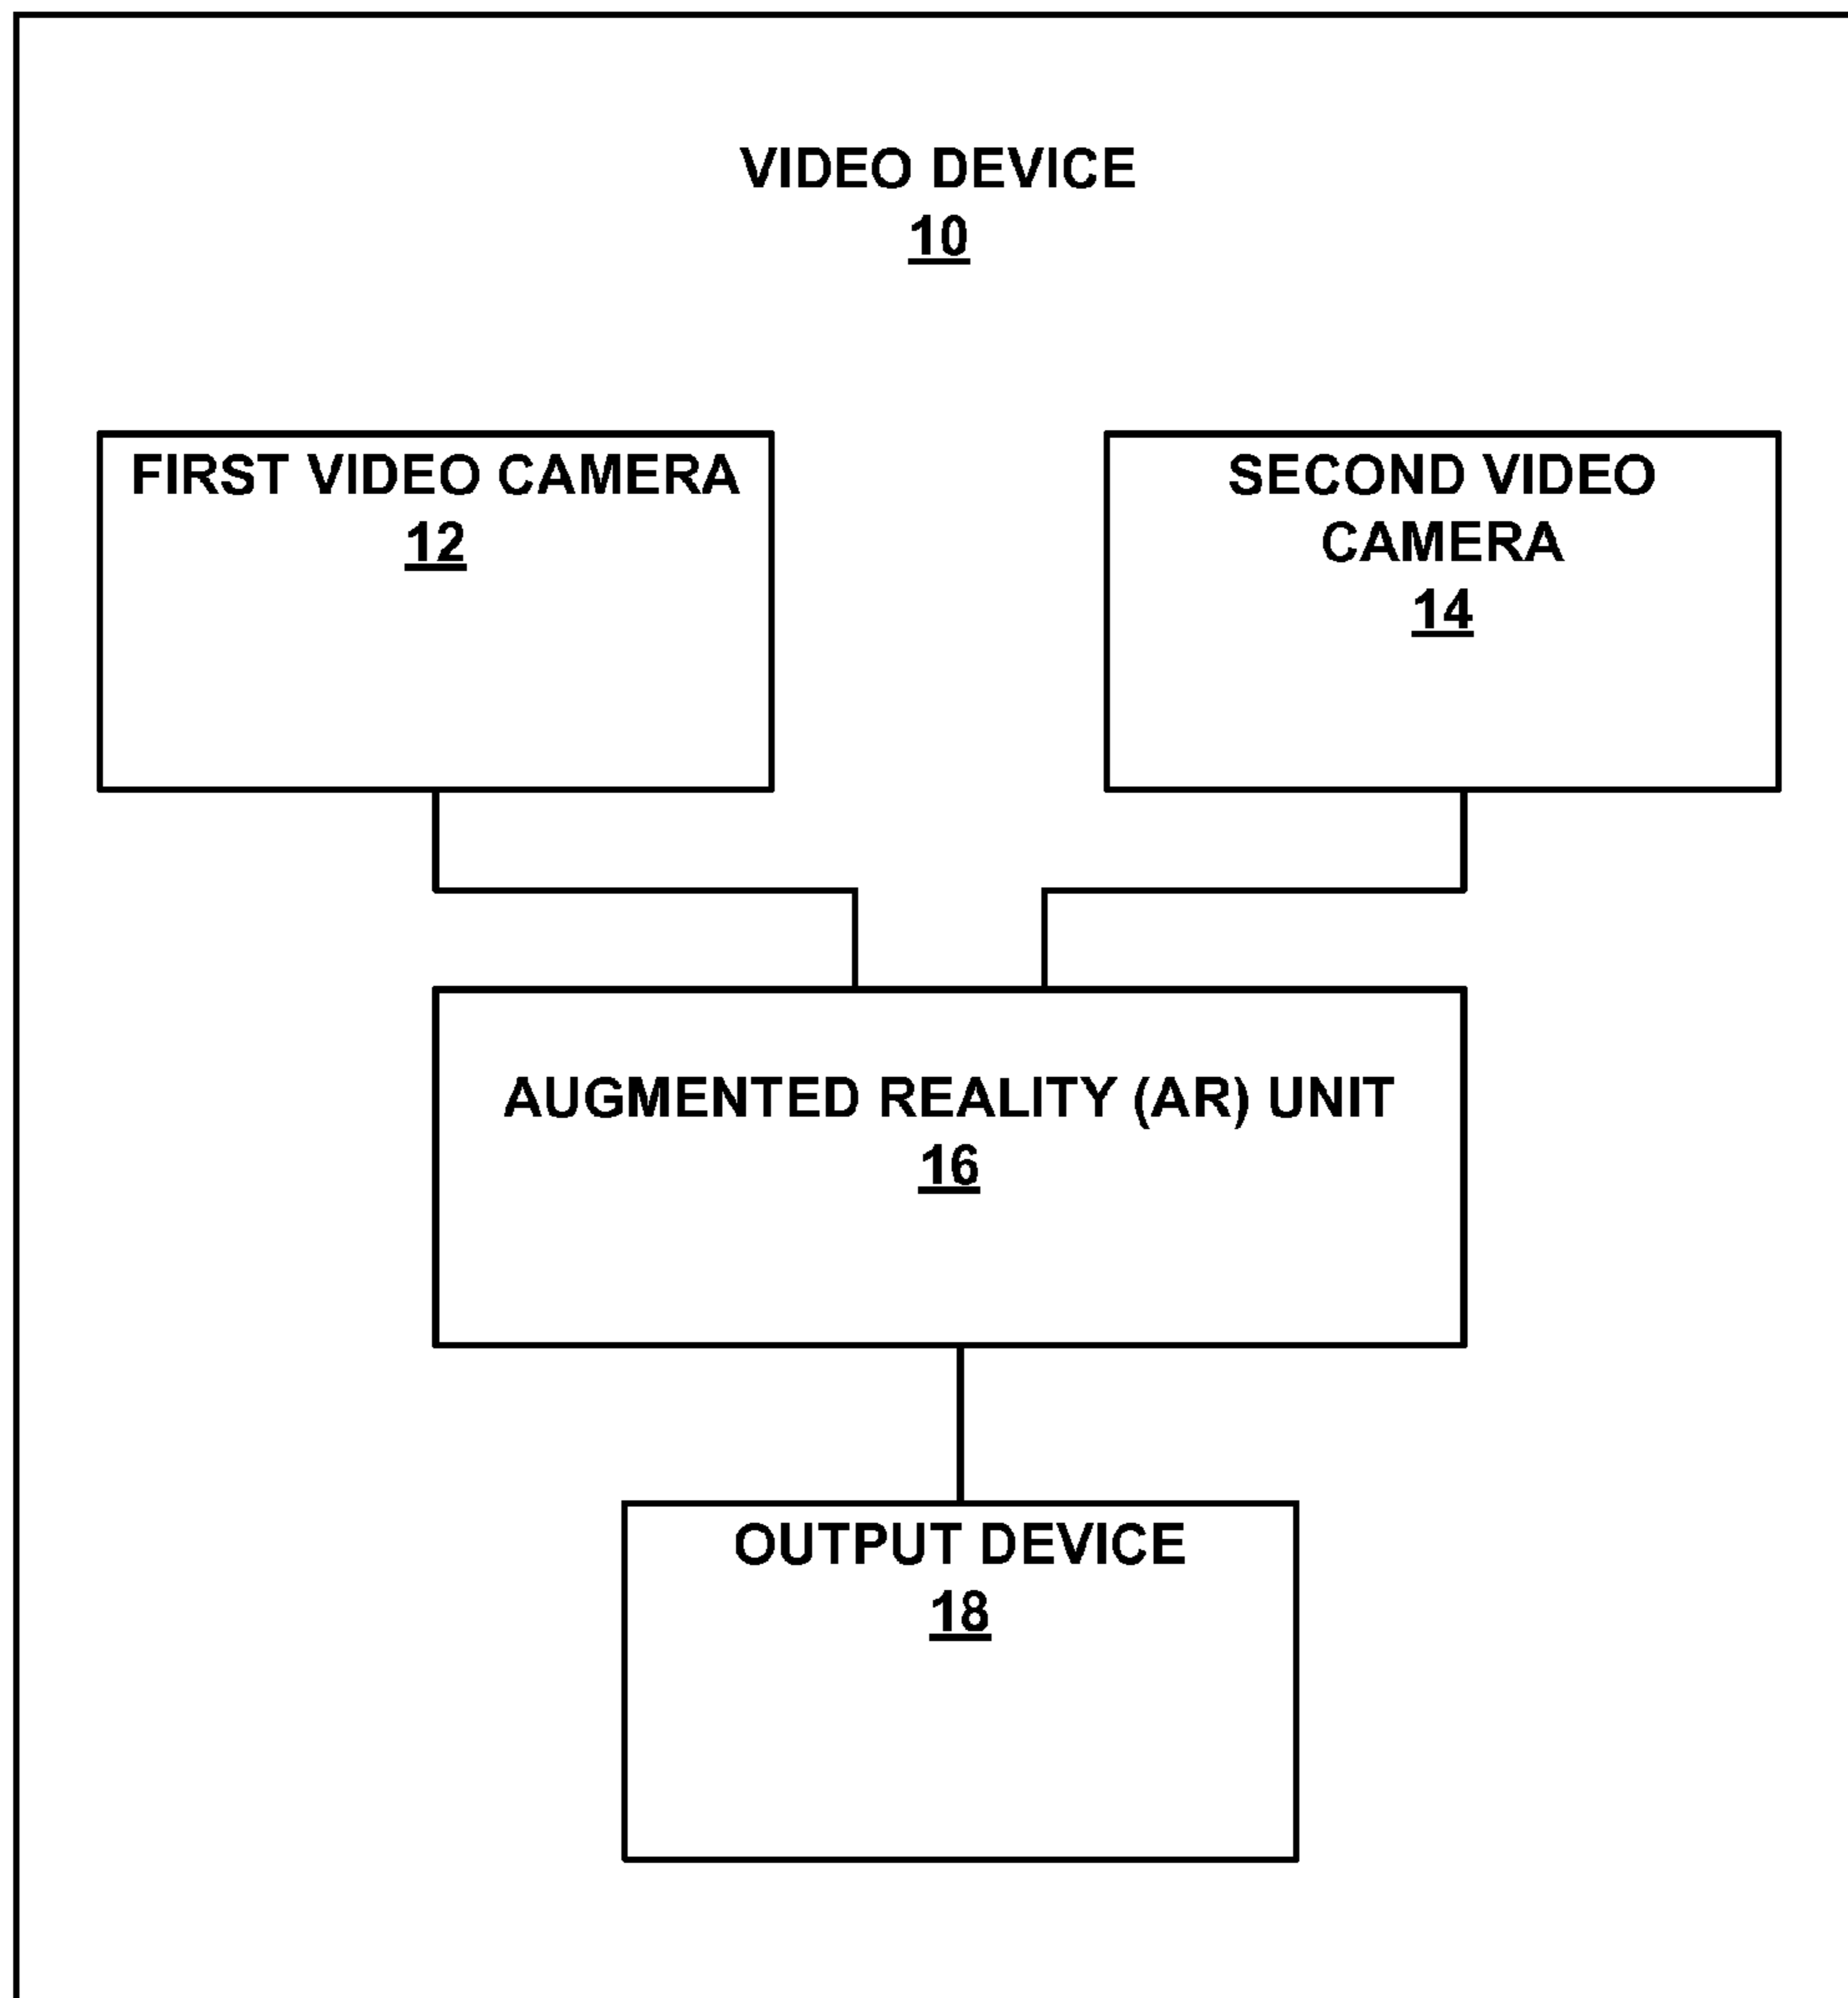 VIDEO DEVICE
10
FIRST VIDEO CAMERA
12
SECOND VIDEO
CAMERA
14
AUGMENTED REALITY (AR) UNIT
16
OUTPUT DEVICE
18